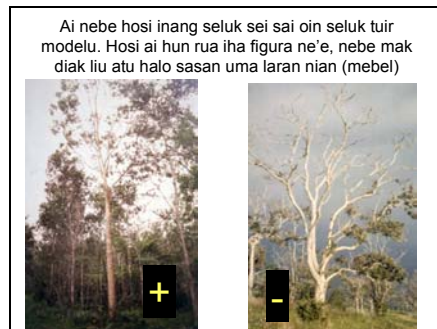 Ai nebe hosi inang seluk sei sai oin seluk tuir
modelu. Hosi ai hun rua iha figura ne'e, nebe mak
diak liu atu halo sasan uma laran nian (mebel)
+
-